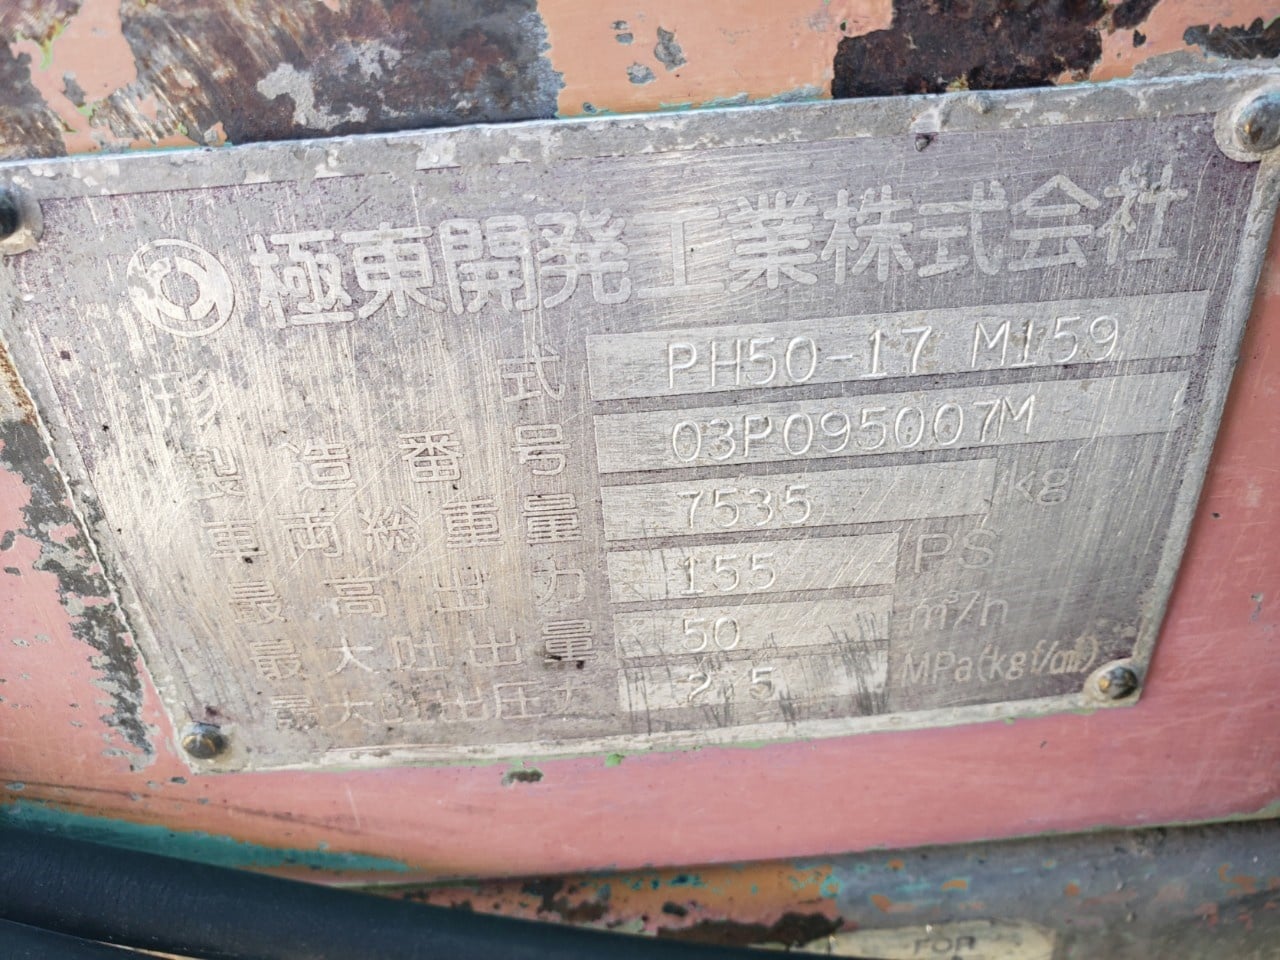 極東開発工業株式会社
形式 PH50-17 M159
製造番号 03P095007M
車両総重量 7535 kg
最高出力 155 PS
最大吐出量 50 m³/h
最大吐出圧力 2.5 MPa(kgf/cm²)
FOR